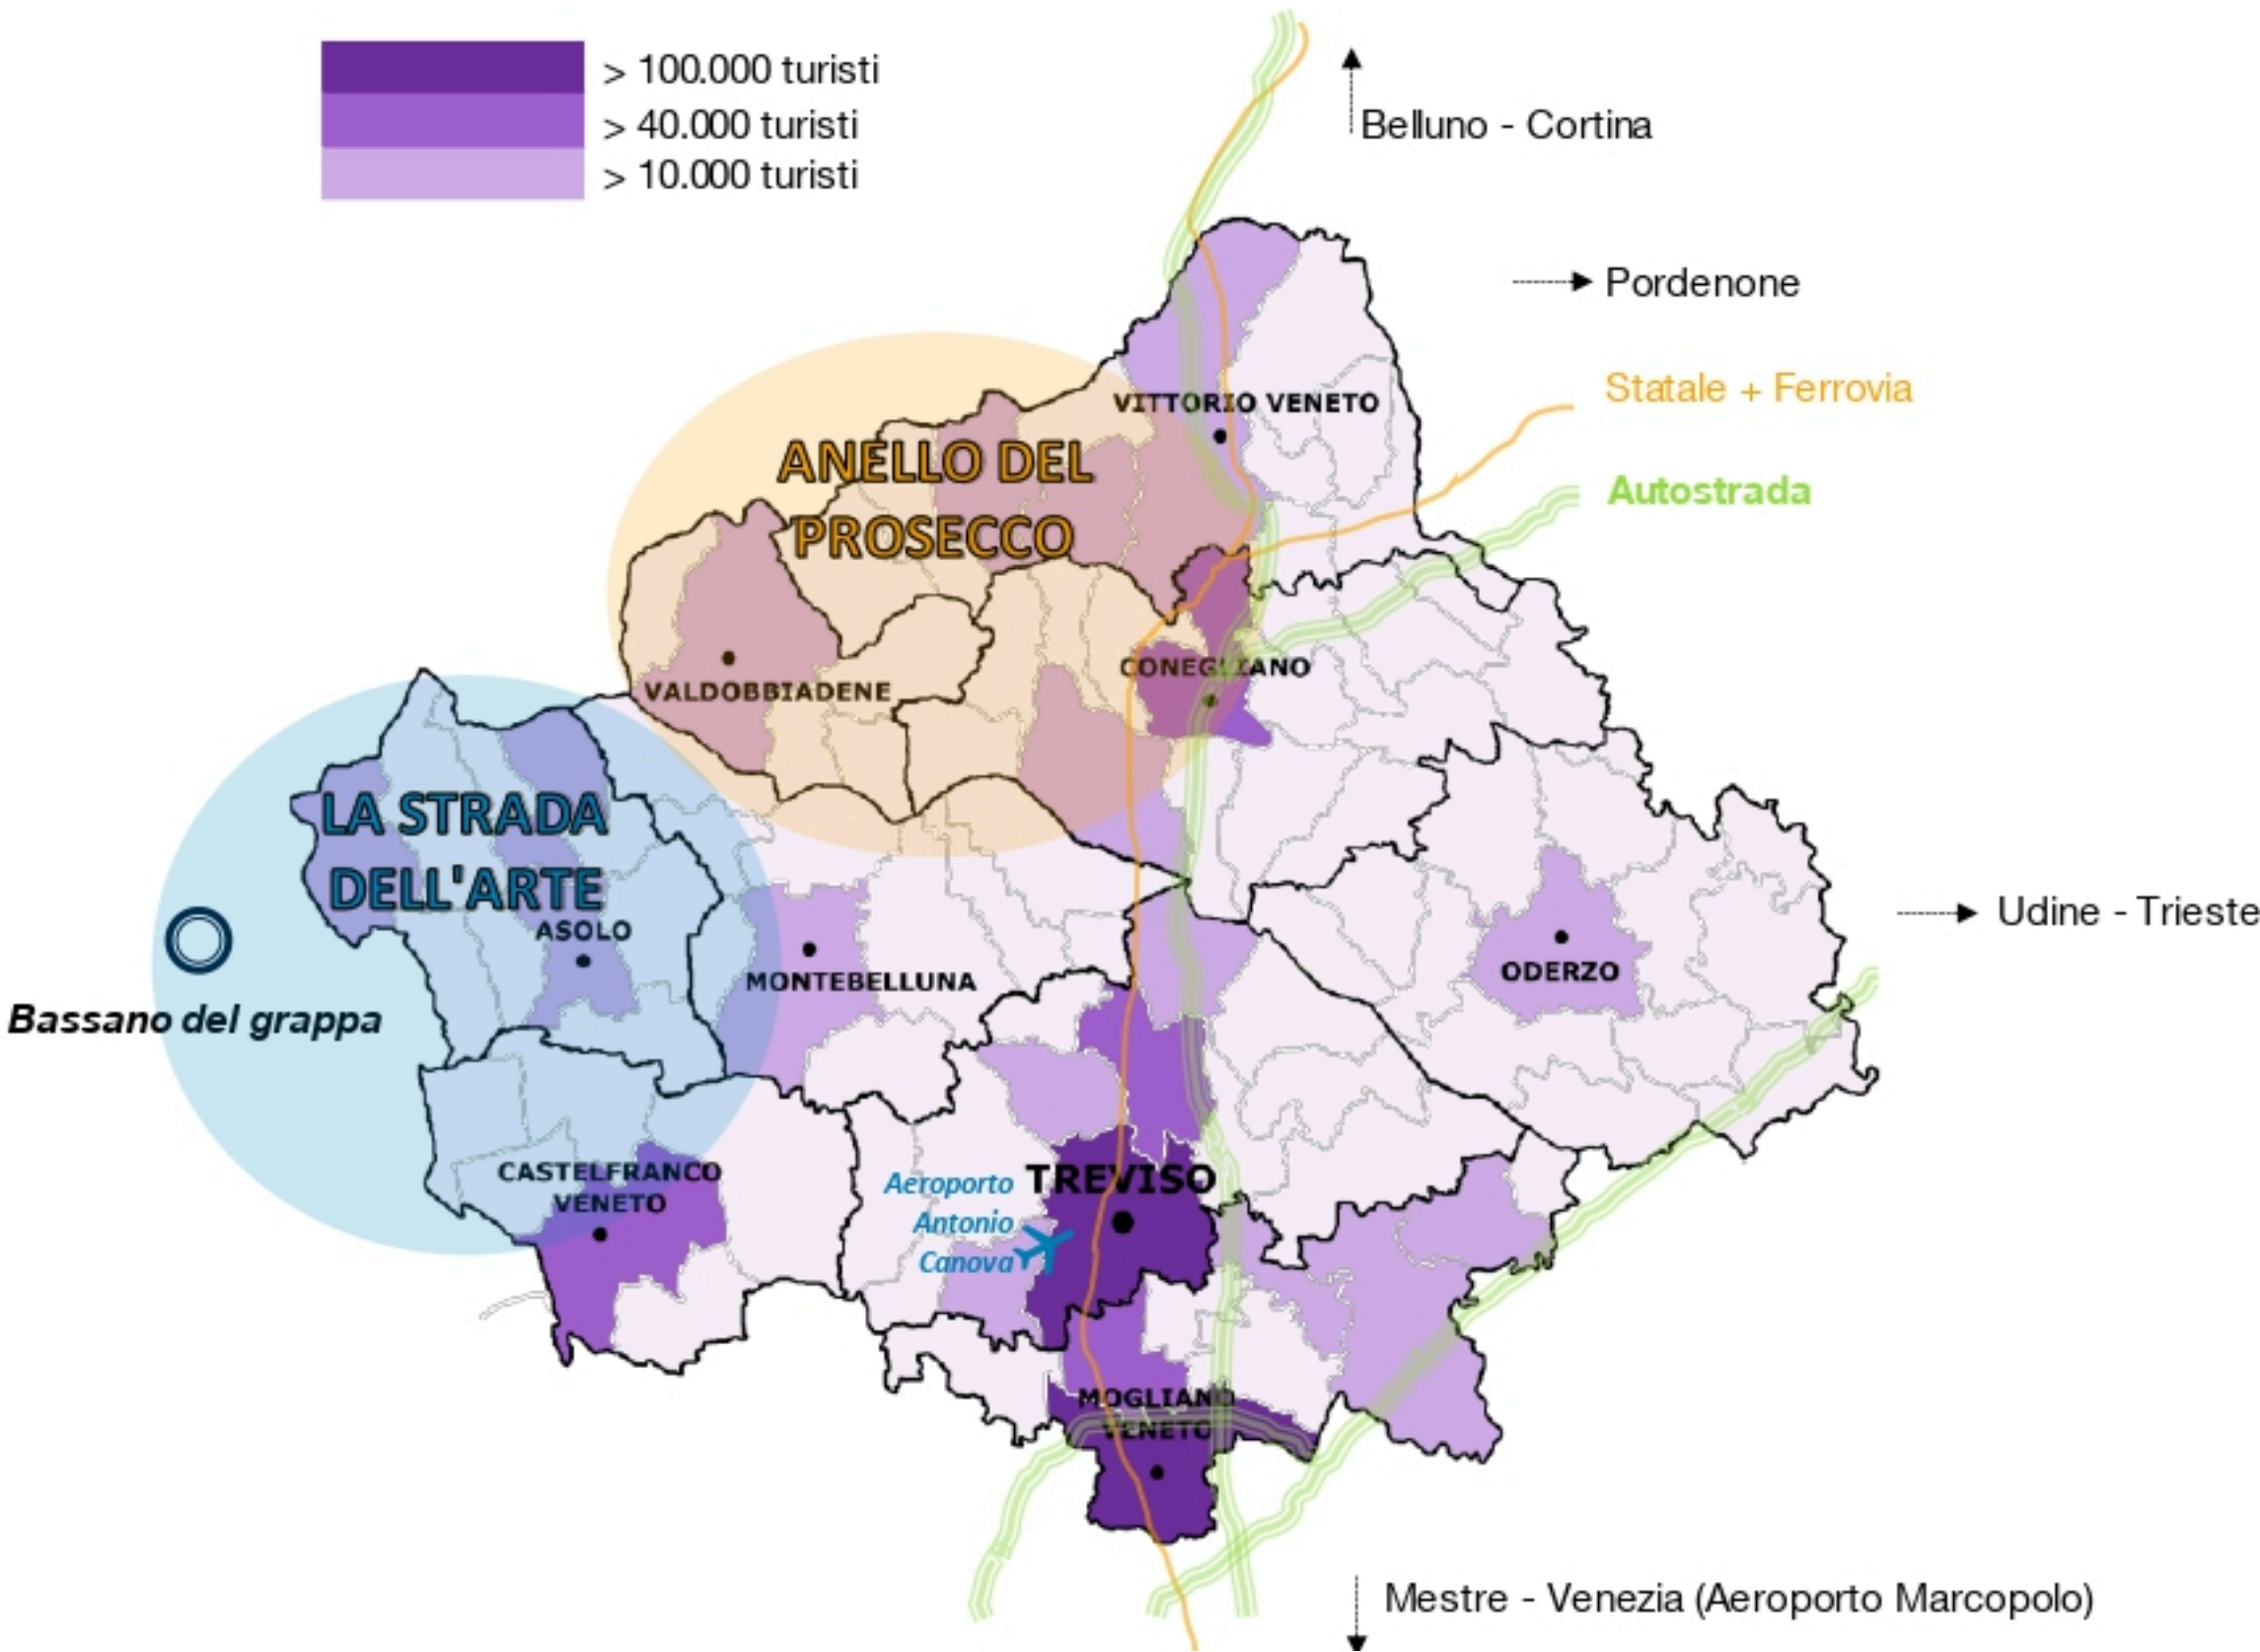 > 100.000 turisti
> 40.000 turisti
> 10.000 turisti
Belluno - Cortina
Pordenone
Statale + Ferrovia
Autostrada
VITTORIO VENETO
ANELLO DEL
PROSECCO
CONEGLIANO
VALDOBBIADENE
LA STRADA
DELL'ARTE
ASOLO
Udine - Trieste
MONTEBELLUNA
ODERZO
Bassano del grappa
CASTELFRANCO
VENETO
TREVISO
Aeroporto
Antonio
Canova
MOGLIANO
VENETO
Mestre - Venezia (Aeroporto Marcopolo)